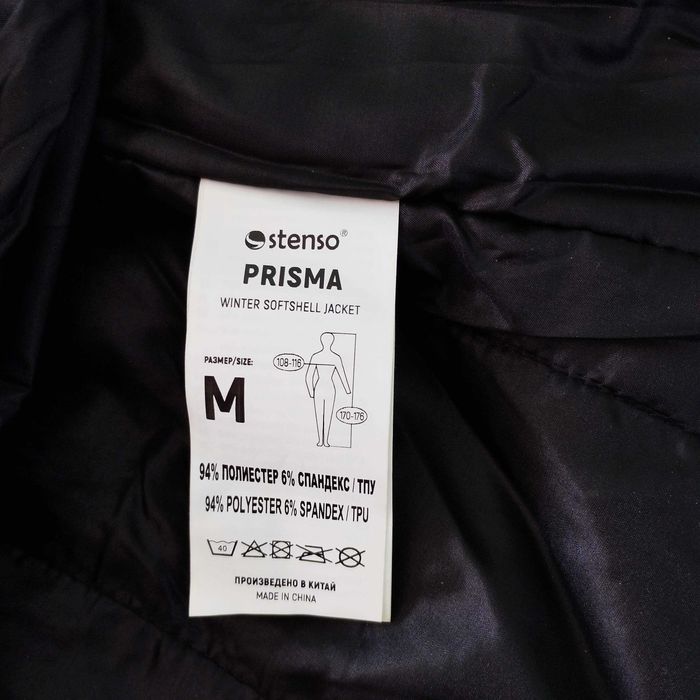 stenso®
PRISMA
WINTER SOFTSHELL JACKET
РАЗМЕР/SIZE:
M
108-116
170-176
94% ПОЛИЕСТЕР 6% СПАНДЕКС / ТПУ
94% POLYESTER 6% SPANDEX / TPU
40
ПРОИЗВЕДЕНО В КИТАЙ
MADE IN CHINA